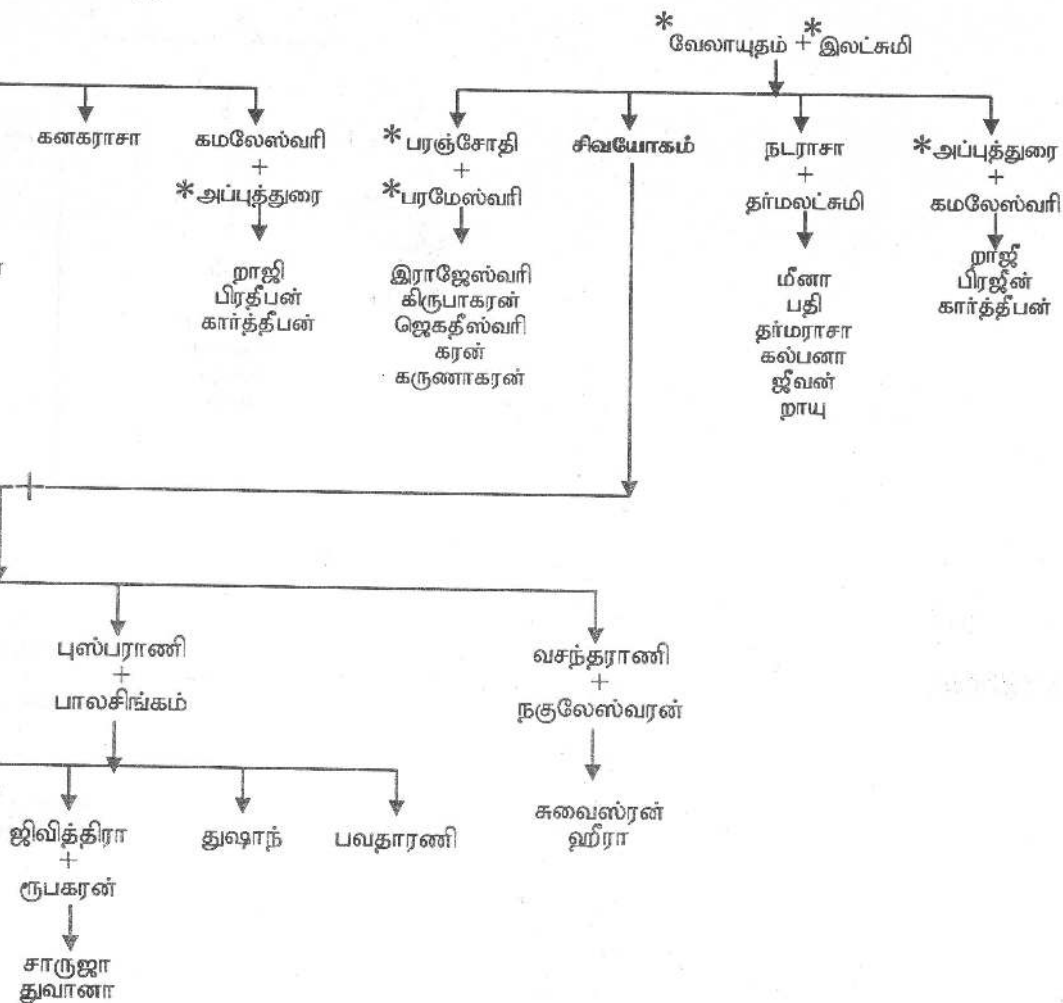 *வேலாயுதம் + *இலட்சுமி
கனகராசா
கமலேஸ்வரி
+
*அப்புத்துரை
றாஜி
பிரதீபன்
கார்த்தீபன்
*பரஞ்சோதி
+
*பரமேஸ்வரி
இராஜேஸ்வரி
கிருபாகரன்
ஜெகதீஸ்வரி
கரன்
கருணாகரன்
சிவயோகம்
நடராசா
+
தர்மலட்சுமி
மீனா
பதி
தர்மராசா
கல்பனா
ஜீவன்
றாயு
*அப்புத்துரை
+
கமலேஸ்வரி
றாஜீ
பிரஜீன்
கார்த்தீபன்
+
புஸ்பராணி
+
பாலசிங்கம்
வசந்தராணி
+
நகுலேஸ்வரன்
ஜிவித்திரா
+
ரூபகரன்
சாருஜா
துவானா
துஷாந்
பவதாரணி
சுவைஸ்ரன்
ஹீரா